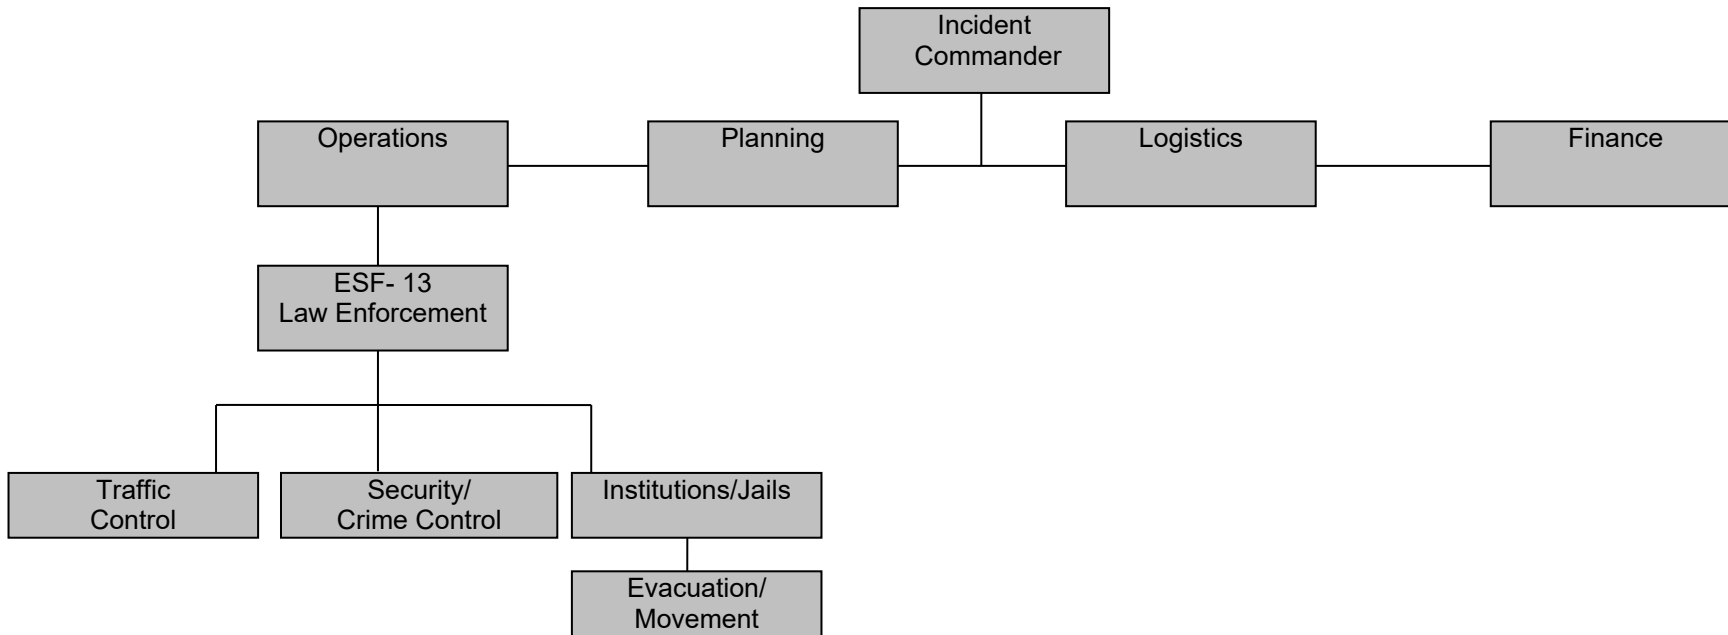 Incident
Commander
Operations
Planning
Logistics
Finance
ESF- 13
Law Enforcement
Traffic
Control
Security/
Crime Control
Institutions/Jails
Evacuation/
Movement